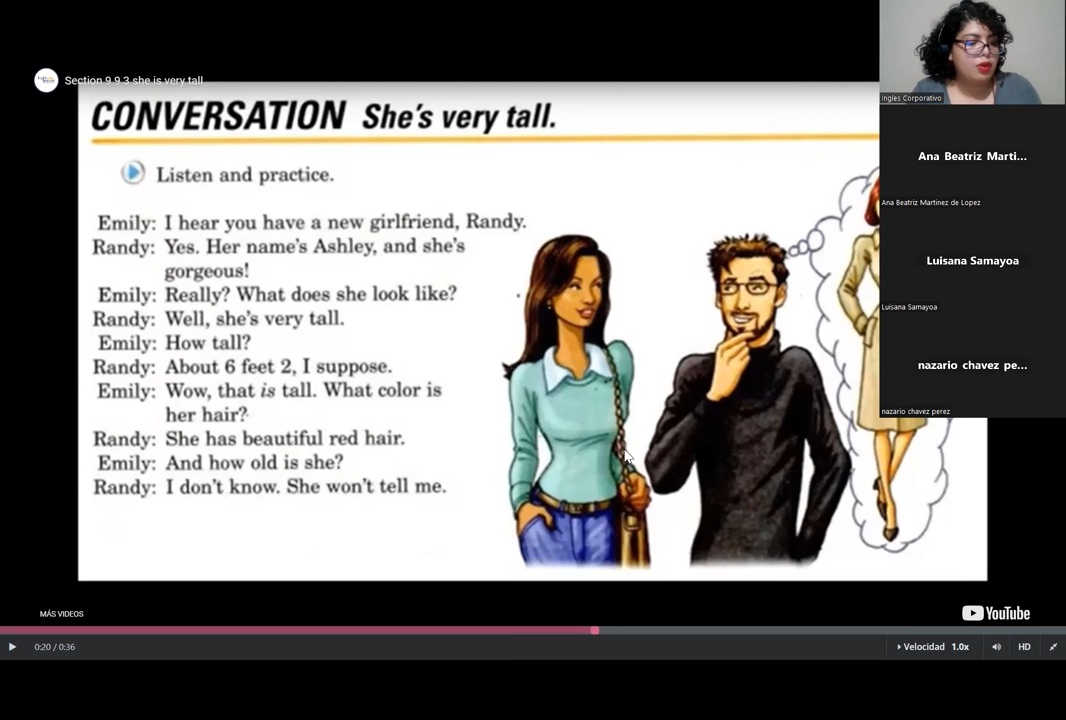 Section 9 9 3 she is very tall
CONVERSATION She's very tall.
Listen and practice.
Emily: I hear you have a new girlfriend, Randy.
Randy: Yes. Her name's Ashley, and she's
gorgeous!
Emily: Really? What does she look like?
Randy: Well, she's very tall.
Emily: How tall?
Randy: About 6 feet 2, I suppose.
Emily: Wow, that is tall. What color is
her hair?
Randy: She has beautiful red hair.
Emily: And how old is she?
Randy: I don't know. She won't tell me.
Ingles Corporativo
Ana Beatriz Marti...
Ana Beatriz Martinez de Lopez
Luisana Samayoa
Luisana Samayoa
nazario chavez pe...
nazario chavez perez
MÁS VIDEOS
YouTube
0:20 / 0:36
Velocidad 1.0x
HD